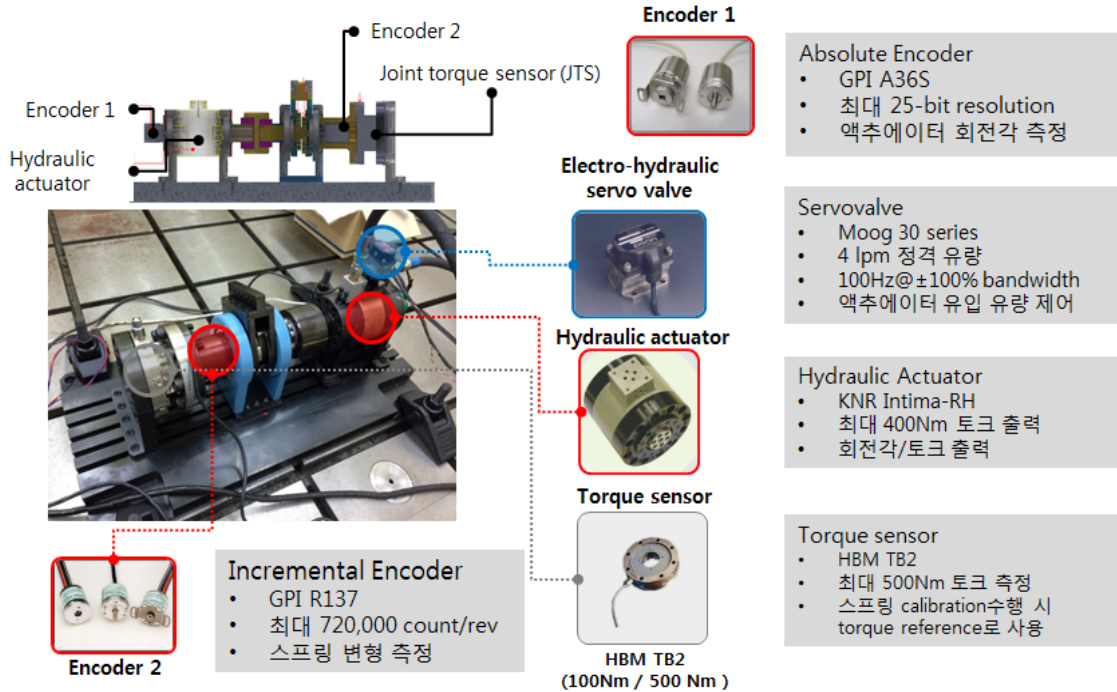 Encoder 1
Encoder 2
Joint torque sensor (JTS)
Encoder 1
Hydraulic
actuator
Absolute Encoder
• GPI A36S
• 최대 25-bit resolution
• 액추에이터 회전각 측정
Electro-hydraulic
servo valve
Servovalve
• Moog 30 series
• 4 lpm 정격 유량
• 100Hz@±100% bandwidth
• 액추에이터 유입 유량 제어
Hydraulic actuator
Hydraulic Actuator
• KNR Intima-RH
• 최대 400Nm 토크 출력
• 회전각/토크 출력
Torque sensor
Torque sensor
• HBM TB2
• 최대 500Nm 토크 측정
• 스프링 calibration수행 시
torque reference로 사용
HBM TB2
(100Nm / 500 Nm )
Incremental Encoder
• GPI R137
• 최대 720,000 count/rev
• 스프링 변형 측정
Encoder 2